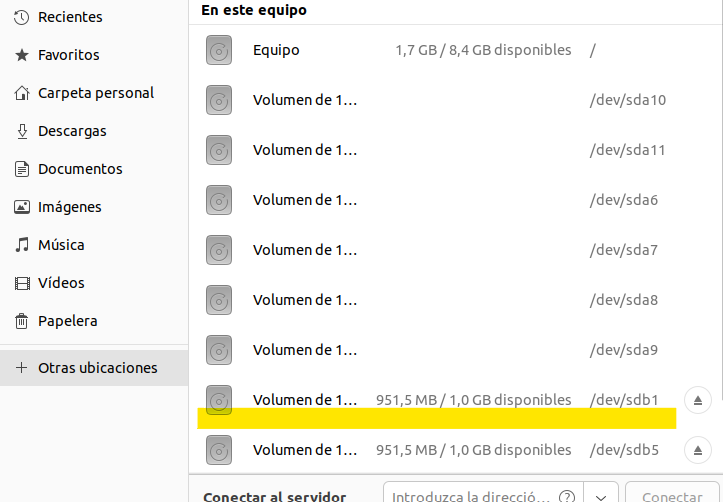 Recientes
Favoritos
Carpeta personal
Descargas
Documentos
Imágenes
Música
Vídeos
Papelera
Otras ubicaciones
En este equipo
Equipo 1,7 GB / 8,4 GB disponibles /
Volumen de 1… /dev/sda10
Volumen de 1… /dev/sda11
Volumen de 1… /dev/sda6
Volumen de 1… /dev/sda7
Volumen de 1… /dev/sda8
Volumen de 1… /dev/sda9
Volumen de 1… 951,5 MB / 1,0 GB disponibles /dev/sdb1
Volumen de 1… 951,5 MB / 1,0 GB disponibles /dev/sdb5
Conectar al servidor Introduzca la direcció… Conectar